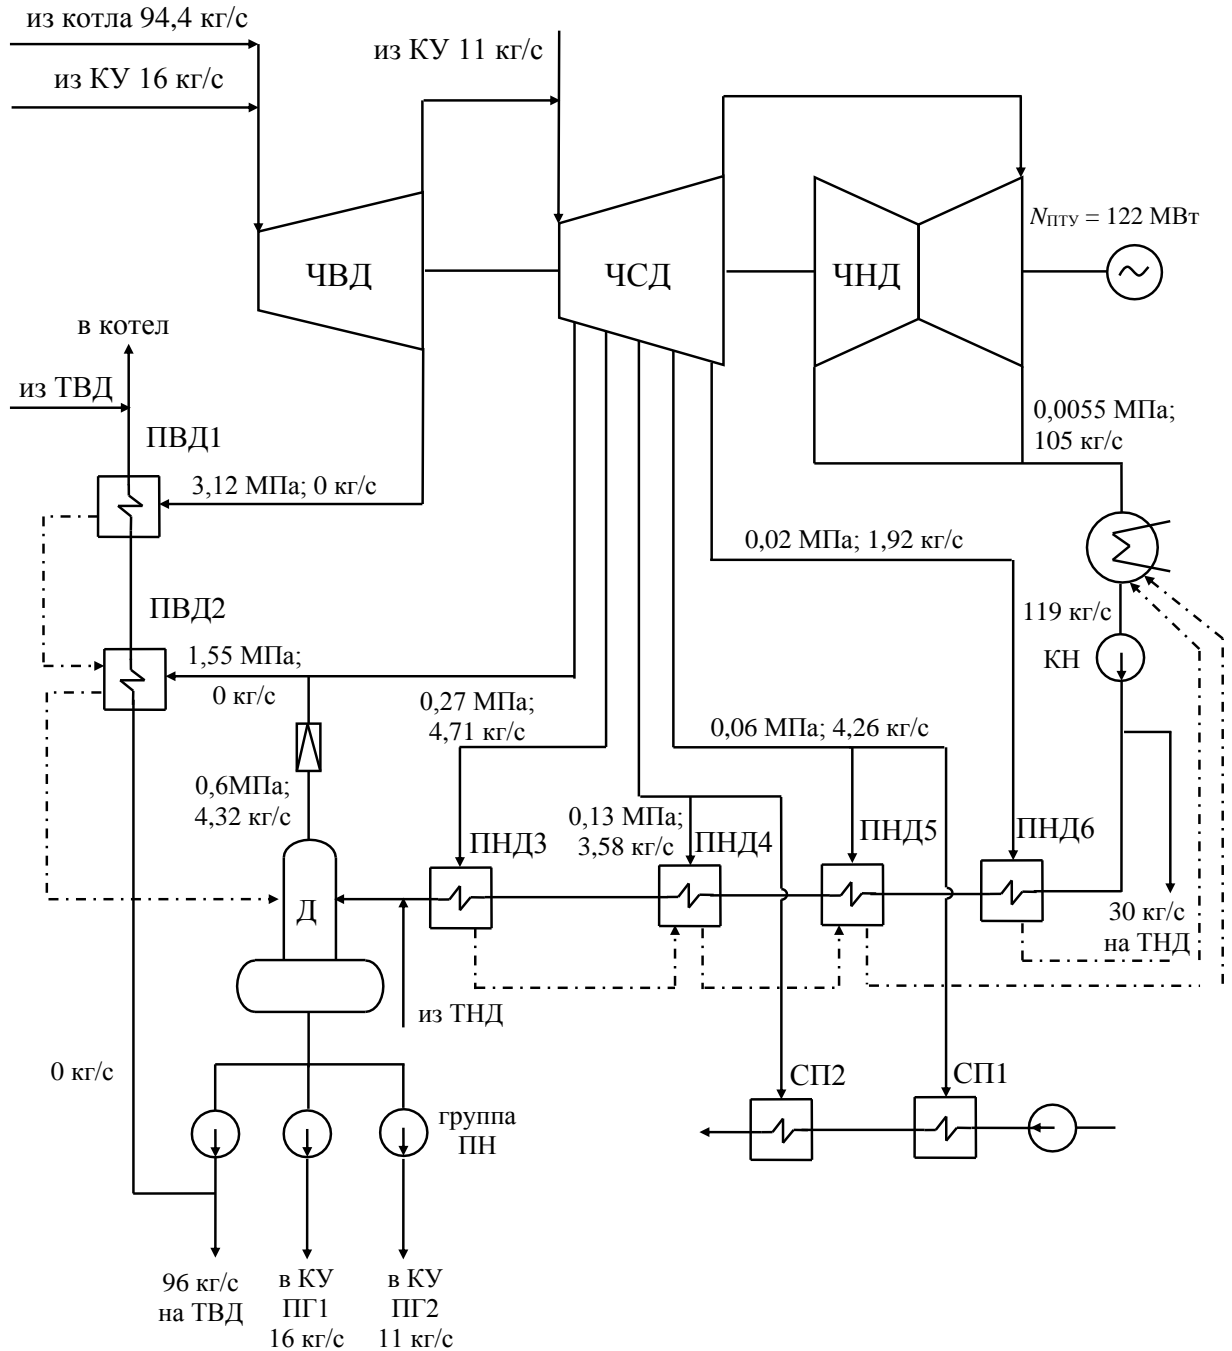 из котла 94,4 кг/с
из КУ 16 кг/с
из КУ 11 кг/с
NПТУ = 122 МВт
ЧВД
ЧСД
ЧНД
в котел
из ТВД
ПВД1
3,12 МПа; 0 кг/с
0,0055 МПа;
105 кг/с
0,02 МПа; 1,92 кг/с
ПВД2
119 кг/с
КН
1,55 МПа;
0 кг/с
0,27 МПа;
4,71 кг/с
0,06 МПа; 4,26 кг/с
0,6МПа;
4,32 кг/с
0,13 МПа;
3,58 кг/с
ПНД3
ПНД4
ПНД5
ПНД6
Д
30 кг/с
на ТНД
из ТНД
0 кг/с
СП2
СП1
группа
ПН
96 кг/с
на ТВД
в КУ
ПГ1
16 кг/с
в КУ
ПГ2
11 кг/с